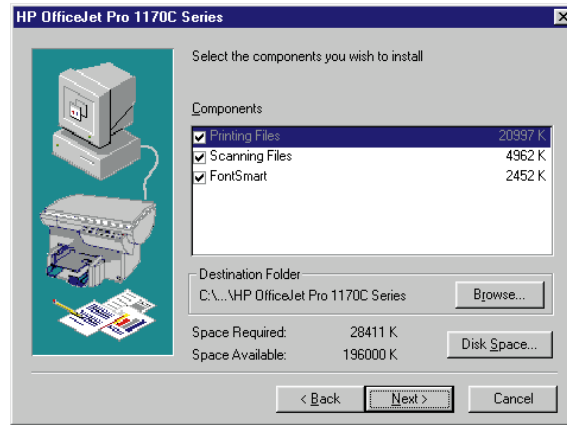 HP OfficeJet Pro 1170C Series
Select the components you wish to install
Components
Printing Files 20997 K
Scanning Files 4962 K
FontSmart 2452 K
Destination Folder
C:\...\HP OfficeJet Pro 1170C Series Browse...
Space Required: 28411 K
Space Available: 196000 K
Disk Space...
< Back Next > Cancel